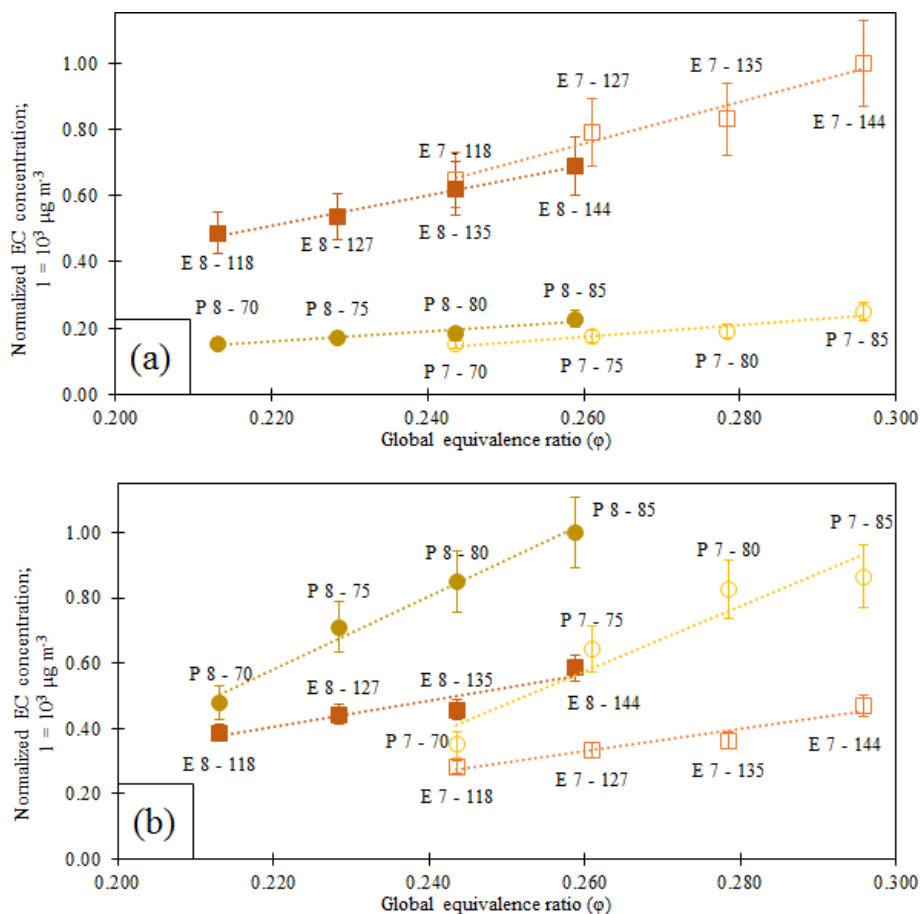 Normalized EC concentration;
1 = 10³ µg m⁻³
1.00
0.80
0.60
0.40
0.20
0.00
E 7 - 135
E 7 - 127
E 7 - 144
E 7 - 118
E 8 - 144
E 8 - 135
E 8 - 127
E 8 - 118
P 8 - 85
P 8 - 80
P 8 - 75
P 8 - 70
P 7 - 85
P 7 - 80
P 7 - 75
P 7 - 70
(a)
0.200 0.220 0.240 0.260 0.280 0.300
Global equivalence ratio (φ)
Normalized EC concentration;
1 = 10³ µg m⁻³
1.00
0.80
0.60
0.40
0.20
0.00
P 8 - 85
P 7 - 85
P 8 - 80
P 7 - 80
P 8 - 75
P 7 - 75
P 8 - 70
E 8 - 135
E 8 - 127
E 8 - 144
P 7 - 70
E 7 - 144
E 8 - 118
E 7 - 135
E 7 - 127
E 7 - 118
(b)
0.200 0.220 0.240 0.260 0.280 0.300
Global equivalence ratio (φ)